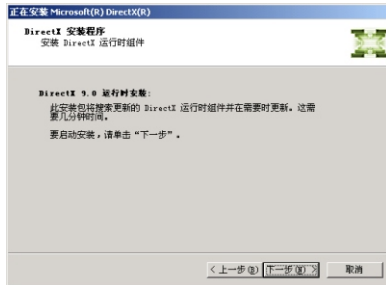 正在安装 Microsoft(R) DirectX(R)
DirectX 安装程序
安装 DirectX 运行时组件
DirectX 9.0 运行时安装:
此安装包将搜索更新的 DirectX 运行时组件并在需要时更新。这需
要几分钟时间。
要启动安装，请单击“下一步”。
< 上一步(B) 下一步(N) > 取消